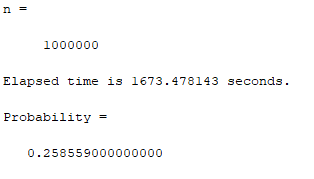 n =
1000000
Elapsed time is 1673.478143 seconds.
Probability =
0.258559000000000